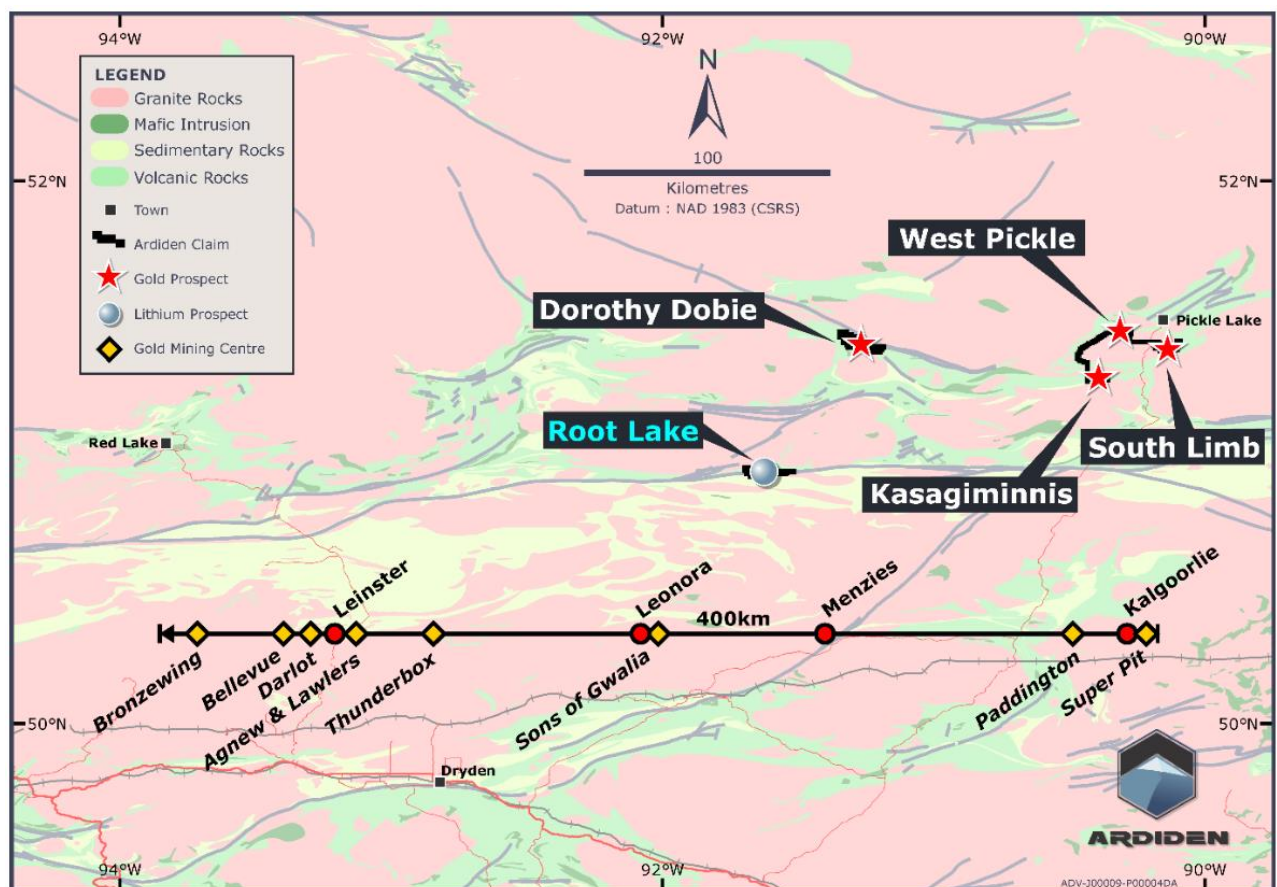 94°W
92°W
90°W
LEGEND
Granite Rocks
Mafic Intrusion
Sedimentary Rocks
Volcanic Rocks
Town
Ardiden Claim
Gold Prospect
Lithium Prospect
Gold Mining Centre
N
100
Kilometres
Datum : NAD 1983 (CSRS)
52°N
52°N
West Pickle
Dorothy Dobie
Pickle Lake
Root Lake
Red Lake
South Limb
Kasagiminnis
Leinster
Leonora
Menzies
Kalgoorlie
400km
Bronzewing
Bellevue
Darlot
Agnew & Lawlers
Thunderbox
Sons of Gwalia
Paddington
Super Pit
50°N
50°N
Dryden
ARDIDEN
94°W
92°W
90°W
ADV-J00009-P00004DA